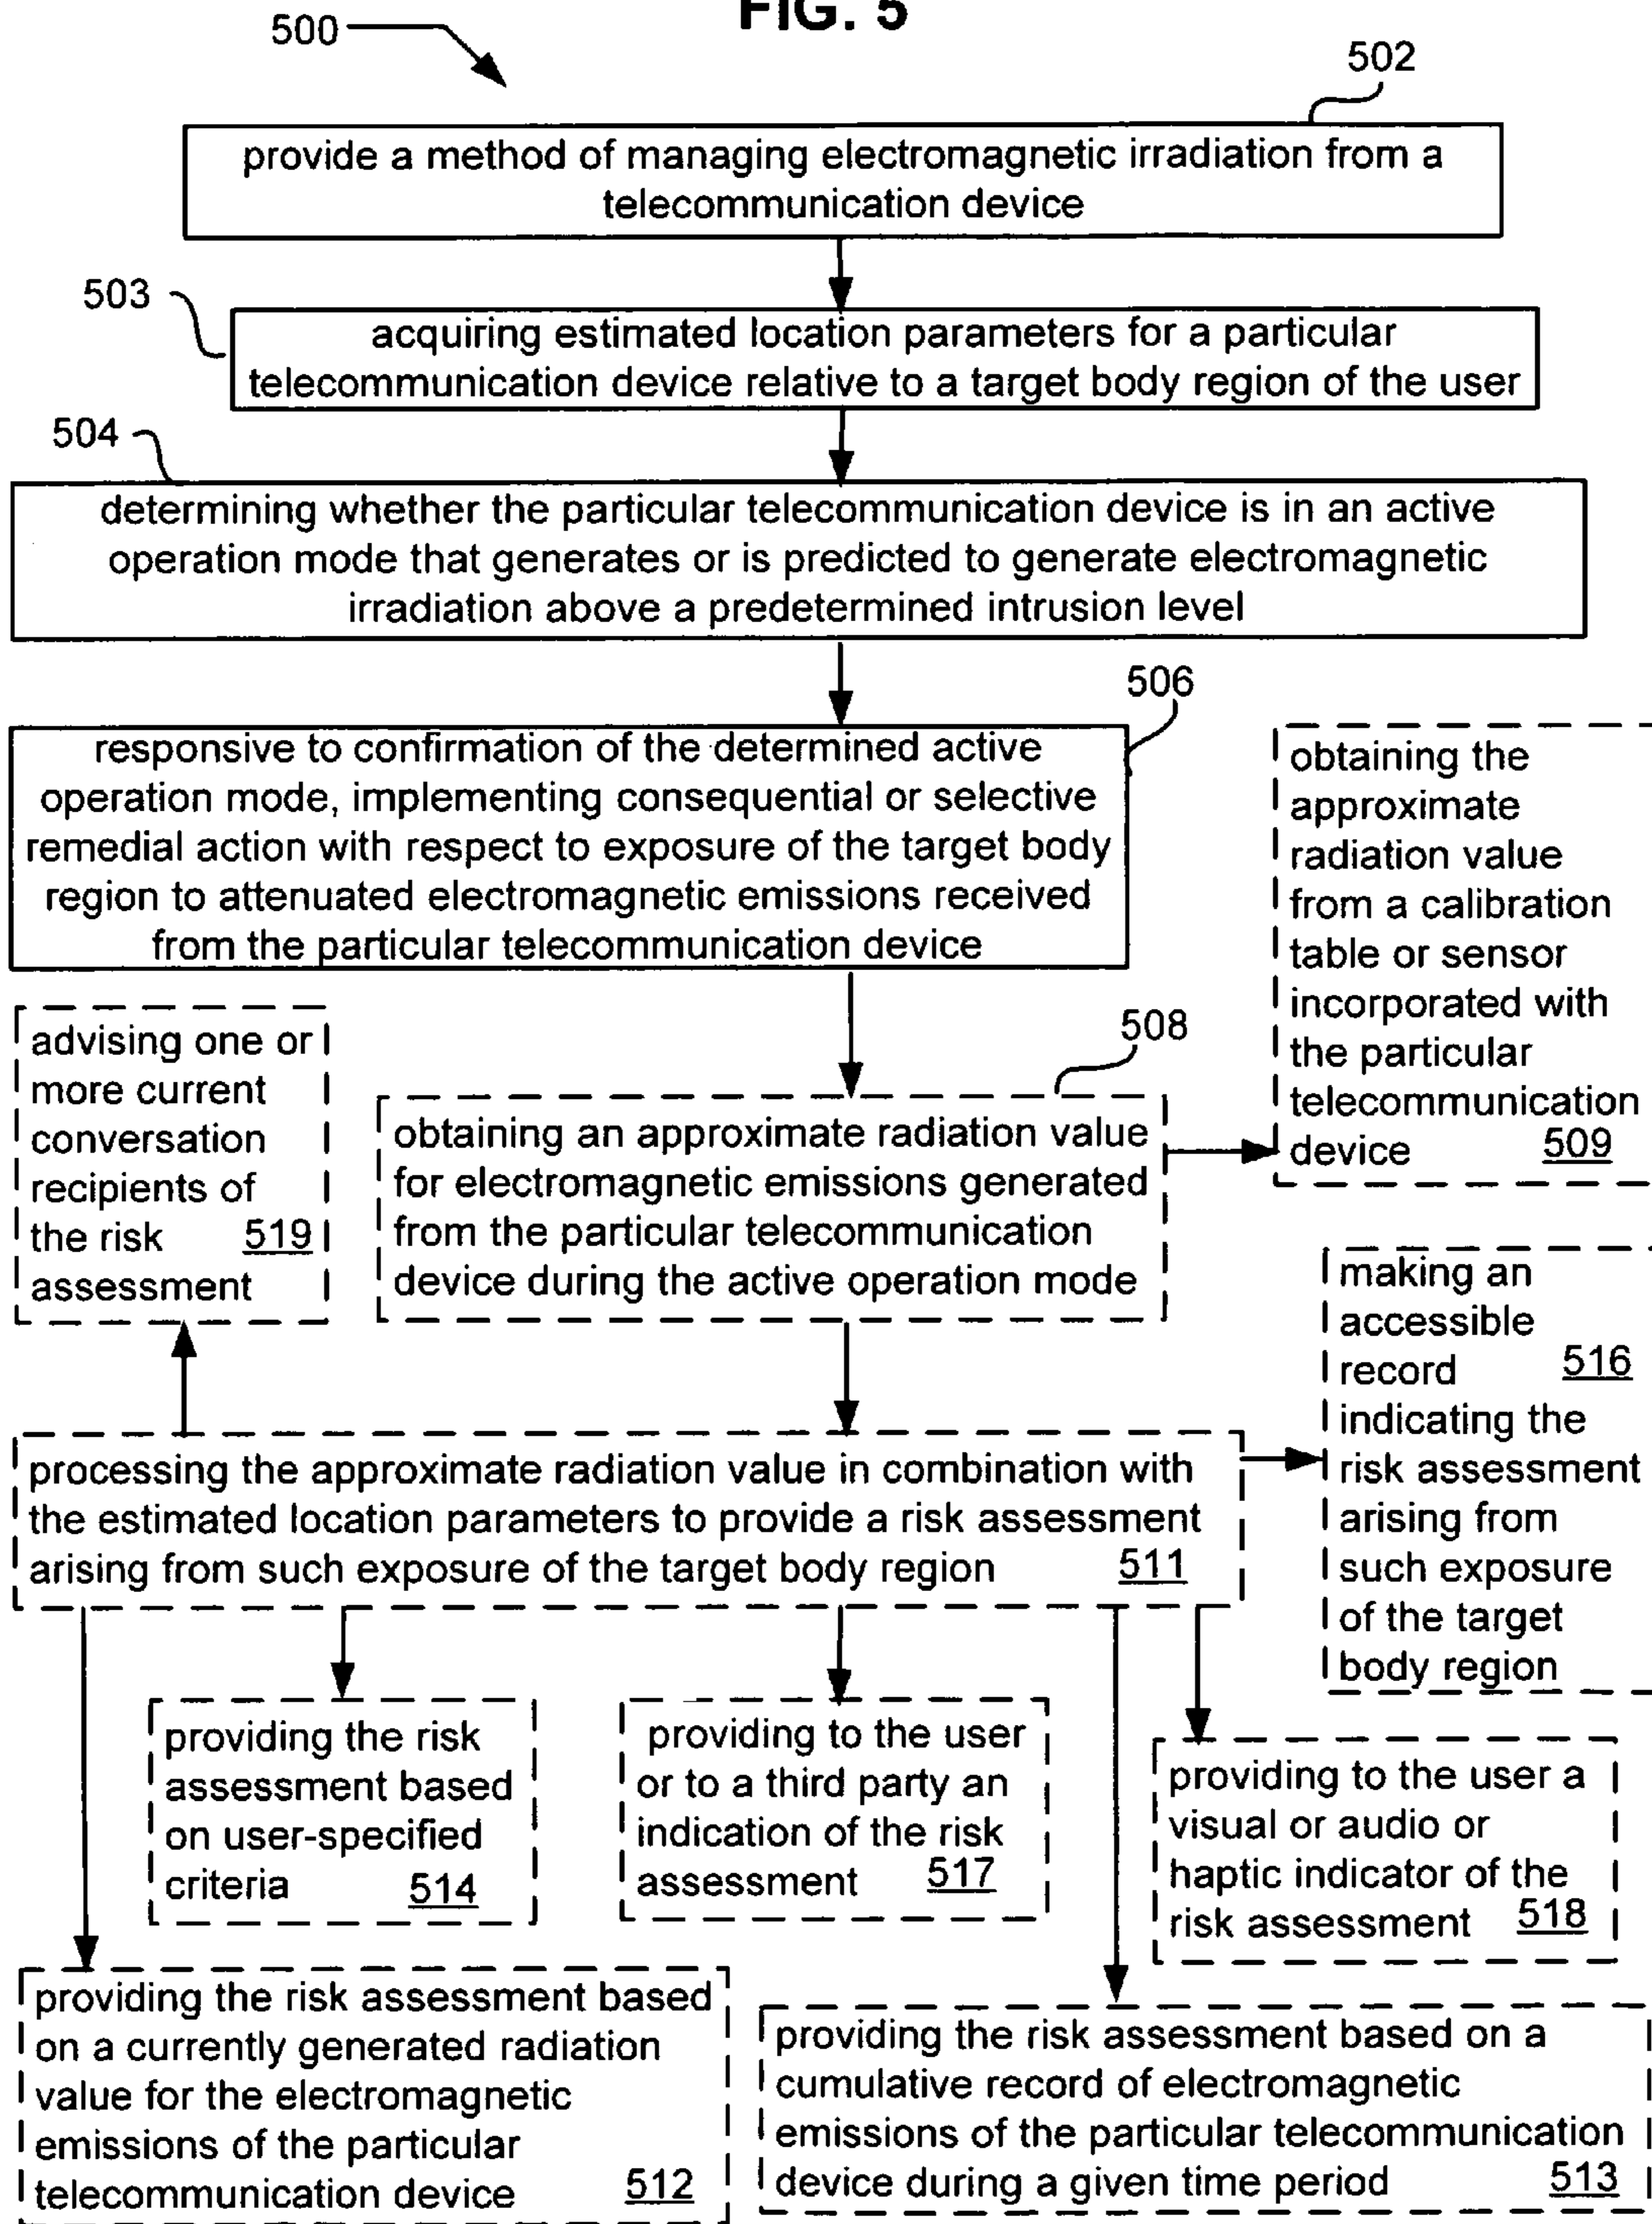 FIG. 5
500
502
provide a method of managing electromagnetic irradiation from a
telecommunication device
503
acquiring estimated location parameters for a particular
telecommunication device relative to a target body region of the user
504
determining whether the particular telecommunication device is in an active
operation mode that generates or is predicted to generate electromagnetic
irradiation above a predetermined intrusion level
506
responsive to confirmation of the determined active
operation mode, implementing consequential or selective
remedial action with respect to exposure of the target body
region to attenuated electromagnetic emissions received
from the particular telecommunication device
obtaining the
approximate
radiation value
from a calibration
table or sensor
incorporated with
the particular
telecommunication
device 509
advising one or
more current
conversation
recipients of
the risk 519
assessment
508
obtaining an approximate radiation value
for electromagnetic emissions generated
from the particular telecommunication
device during the active operation mode
making an
accessible
record 516
indicating the
risk assessment
arising from
such exposure
of the target
body region
processing the approximate radiation value in combination with
the estimated location parameters to provide a risk assessment
arising from such exposure of the target body region 511
providing the risk
assessment based
on user-specified
criteria 514
providing to the user
or to a third party an
indication of the risk
assessment 517
providing to the user a
visual or audio or
haptic indicator of the
risk assessment 518
providing the risk assessment based
on a currently generated radiation
value for the electromagnetic
emissions of the particular
telecommunication device 512
providing the risk assessment based on a
cumulative record of electromagnetic
emissions of the particular telecommunication
device during a given time period 513